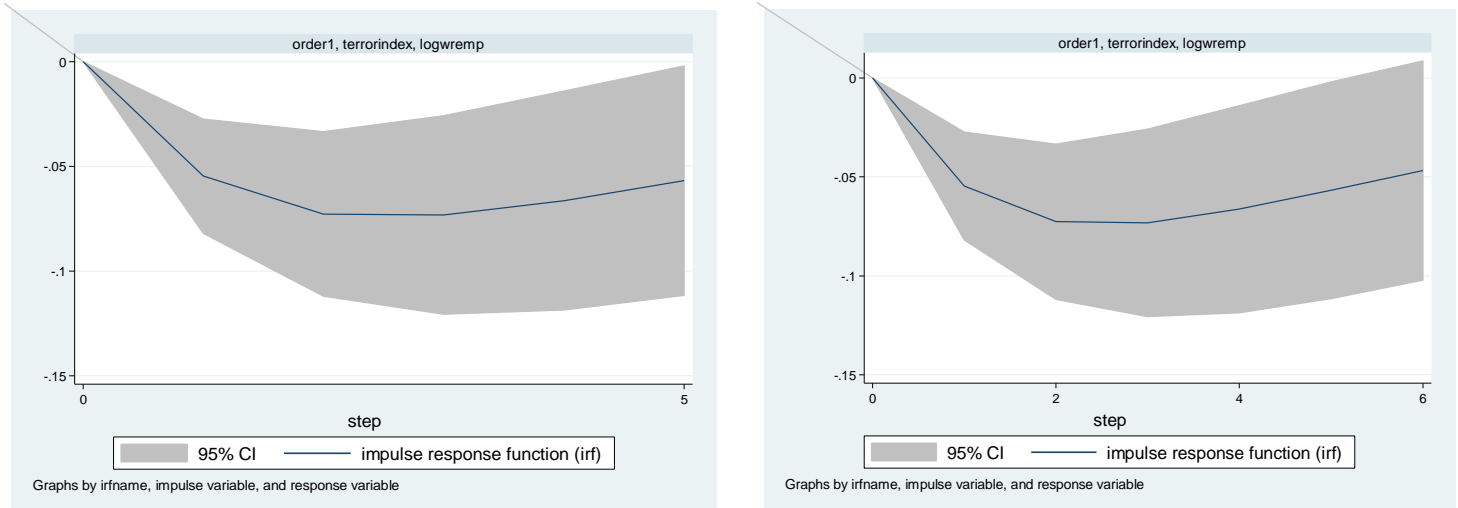 order1, terrorindex, logwremp
0
-.05
-.1
-.15
0
5
step
95% CI
impulse response function (irf)
Graphs by irfname, impulse variable, and response variable
order1, terrorindex, logwremp
0
-.05
-.1
-.15
0
2
4
6
step
95% CI
impulse response function (irf)
Graphs by irfname, impulse variable, and response variable